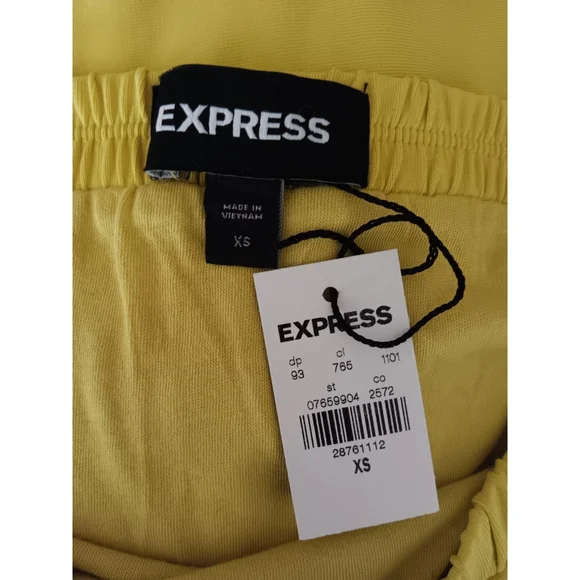 EXPRESS
MADE IN
VIETNAM
XS
EXPRESS
dp cl 1101
93 765
st co
07659904 2572
28761112
XS